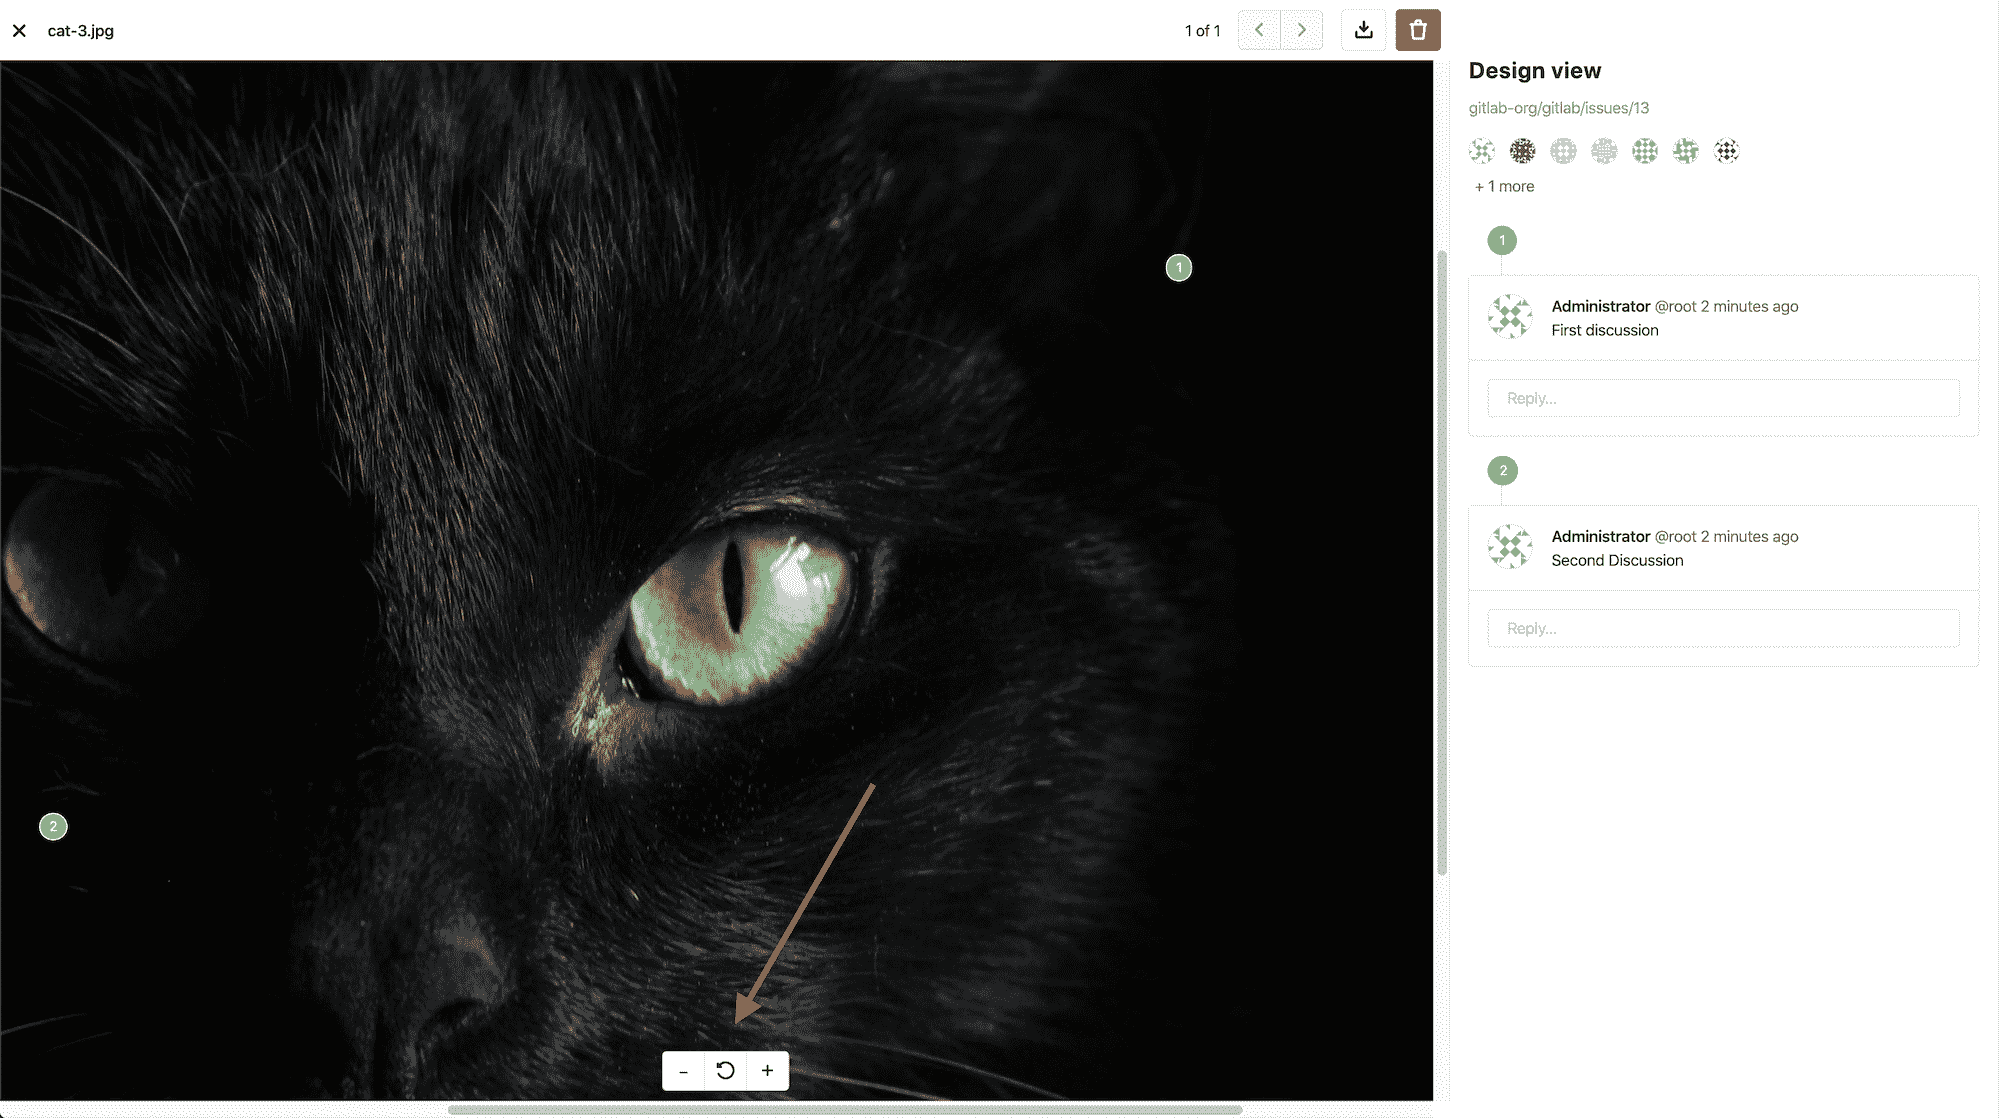 cat-3.jpg
1 of 1
Design view
gitlab-org/gitlab/issues/13
+ 1 more
1
Administrator @root 2 minutes ago
First discussion
Reply...
2
Administrator @root 2 minutes ago
Second Discussion
Reply...
1
2